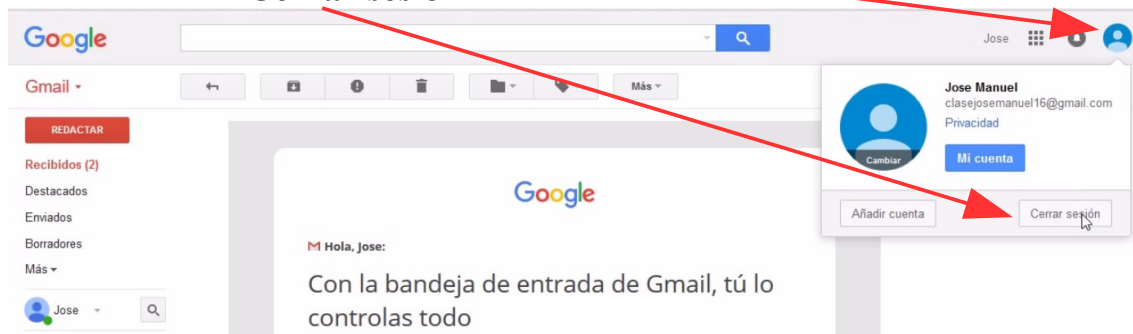 Google
Jose
Gmail
Más
Jose Manuel
clasejosemanuel16@gmail.com
Privacidad
Cambiar
Mi cuenta
Añadir cuenta
Cerrar sesión
REDACTAR
Recibidos (2)
Destacados
Enviados
Borradores
Más
Jose
Google
Hola, Jose:
Con la bandeja de entrada de Gmail, tú lo
controlas todo